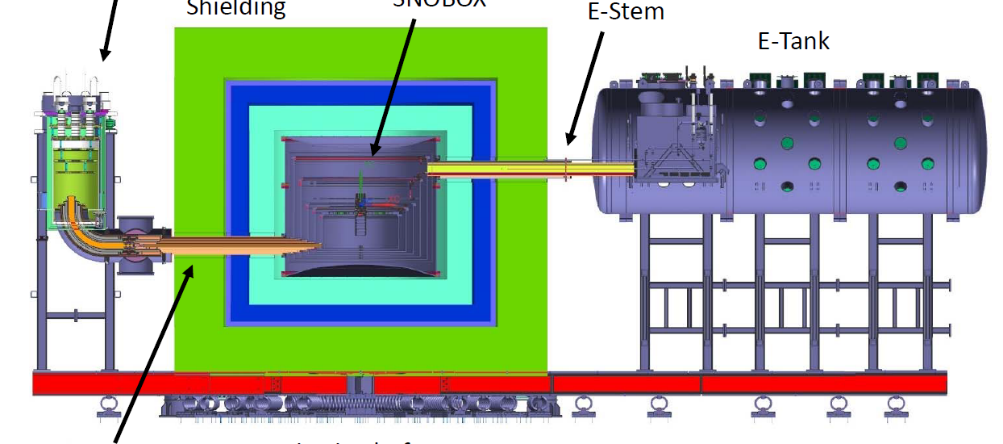 Shielding
SNOBOX
E-Stem
E-Tank